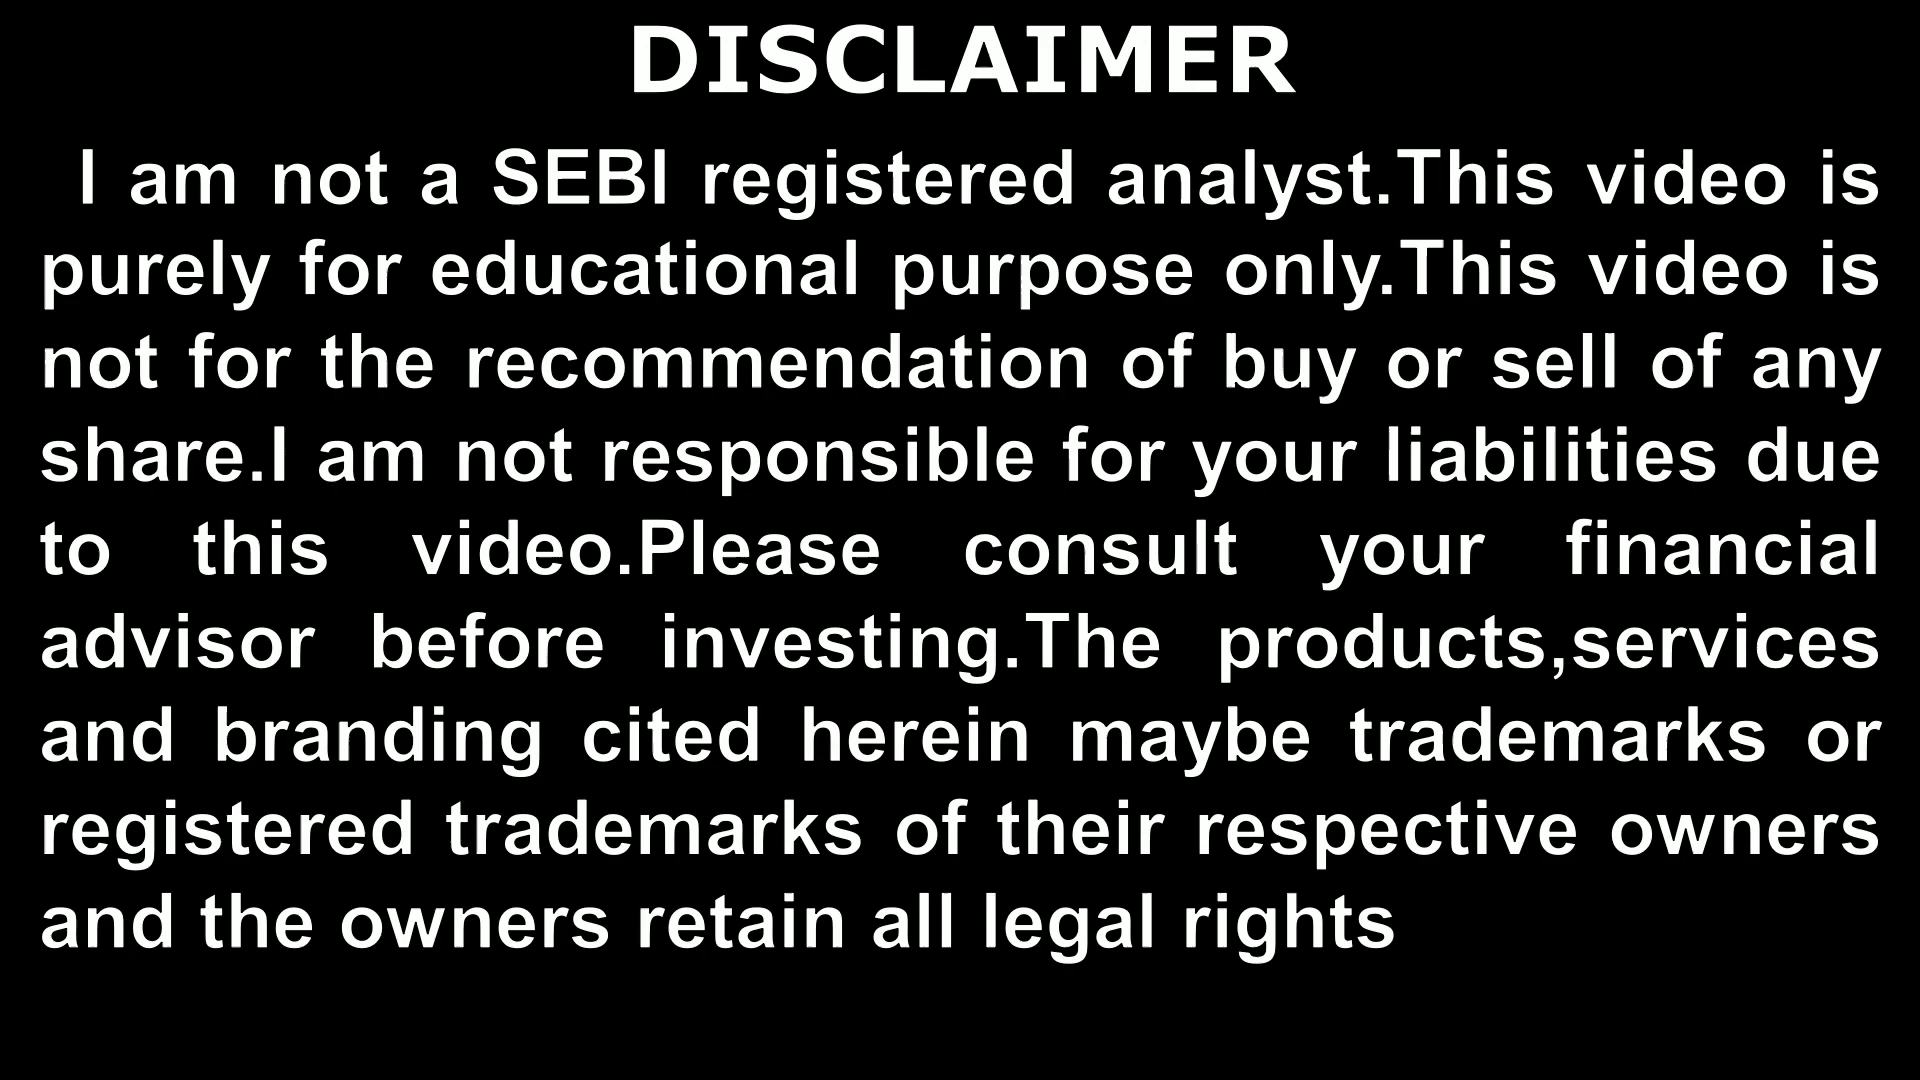 DISCLAIMER
I am not a SEBI registered analyst.This video is
purely for educational purpose only.This video is
not for the recommendation of buy or sell of any
share.I am not responsible for your liabilities due
to this video.Please consult your financial
advisor before investing.The products,services
and branding cited herein maybe trademarks or
registered trademarks of their respective owners
and the owners retain all legal rights